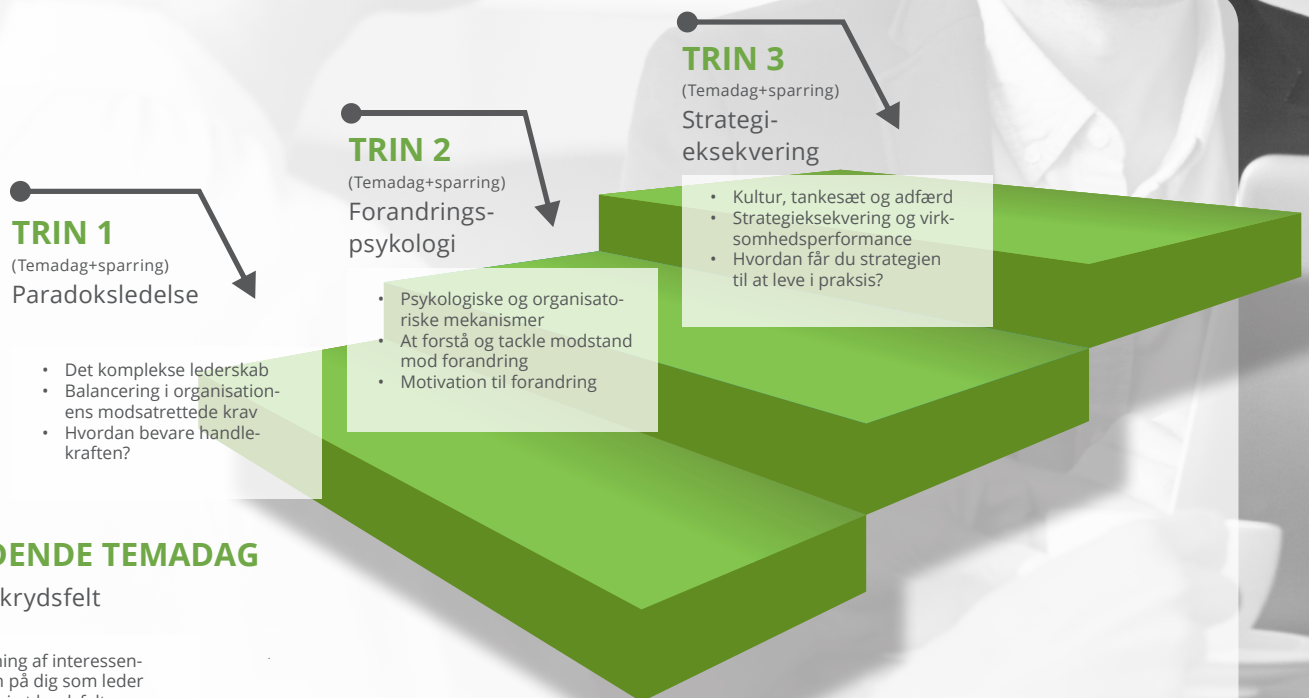 TRIN 1
(Temadag+sparring)
Paradoksledelse
• Det komplekse lederskab
• Balancering i organisation-
ens modsatrettede krav
• Hvordan bevare handle-
kraften?
TRIN 2
(Temadag+sparring)
Forandrings-
psykologi
• Psykologiske og organisato-
riske mekanismer
• At forstå og tackle modstand
mod forandring
• Motivation til forandring
TRIN 3
(Temadag+sparring)
Strategi-
eksekvering
• Kultur, tankesæt og adfærd
• Strategieksekvering og virk-
somhedsperformance
• Hvordan får du strategien
til at leve i praksis?
DENDE TEMADAG
krydsfelt
ning af interessen-
på dig som leder